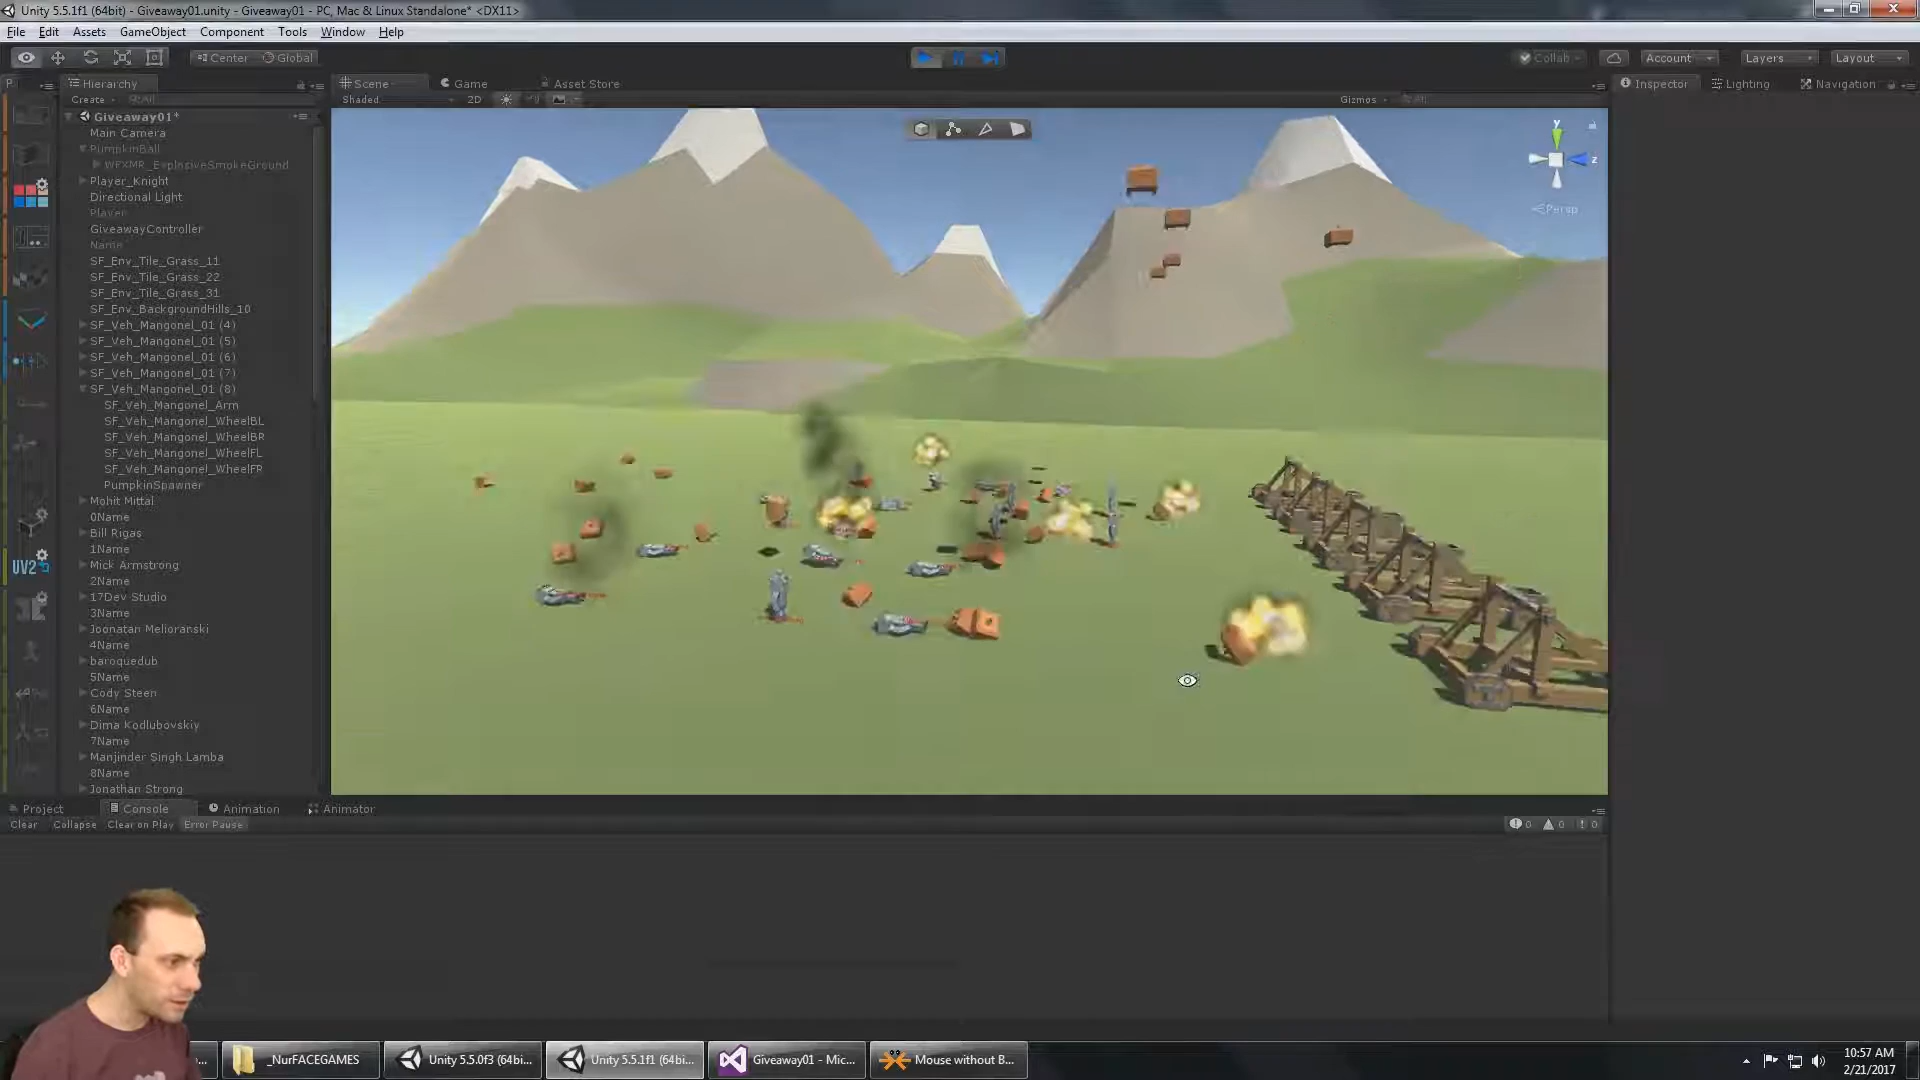 Unity 5.5.1f1 (64bit) - Giveaway01.unity - Giveaway01 - PC, Mac & Linux Standalone* <DX11>
File Edit Assets GameObject Component Tools Window Help
Center Global Collab Account Layers Layout
Hierarchy Scene Game Asset Store Inspector Lighting Navigation
Create All Shaded 2D Gizmos All
Giveaway01*
Main Camera
PumpkinBall
WFXMR_ExplosiveSmokeGround
Player_Knight
Directional Light
Player
GiveawayController
Name
SF_Env_Tile_Grass_11
SF_Env_Tile_Grass_22
SF_Env_Tile_Grass_31
SF_Env_BackgroundHills_10
SF_Veh_Mangonel_01 (4)
SF_Veh_Mangonel_01 (5)
SF_Veh_Mangonel_01 (6)
SF_Veh_Mangonel_01 (7)
SF_Veh_Mangonel_01 (8)
SF_Veh_Mangonel_Arm
SF_Veh_Mangonel_WheelBL
SF_Veh_Mangonel_WheelBR
SF_Veh_Mangonel_WheelFL
SF_Veh_Mangonel_WheelFR
PumpkinSpawner
Mohit Mittal
0Name
Bill Rigas
1Name
Mick Armstrong
2Name
17Dev Studio
3Name
Joonatan Melioranski
4Name
baroquedub
5Name
Cody Steen
6Name
Dima Kodlubovskiy
7Name
Manjinder Singh Lamba
8Name
Jonathan Strong
y
z
Persp
UV2
Project Console Animation Animator
Clear Collapse Clear on Play Error Pause 0 0 0
... _NurFACEGAMES Unity 5.5.0f3 (64bi... Unity 5.5.1f1 (64bi... Giveaway01 - Mic... Mouse without B...
10:57 AM
2/21/2017